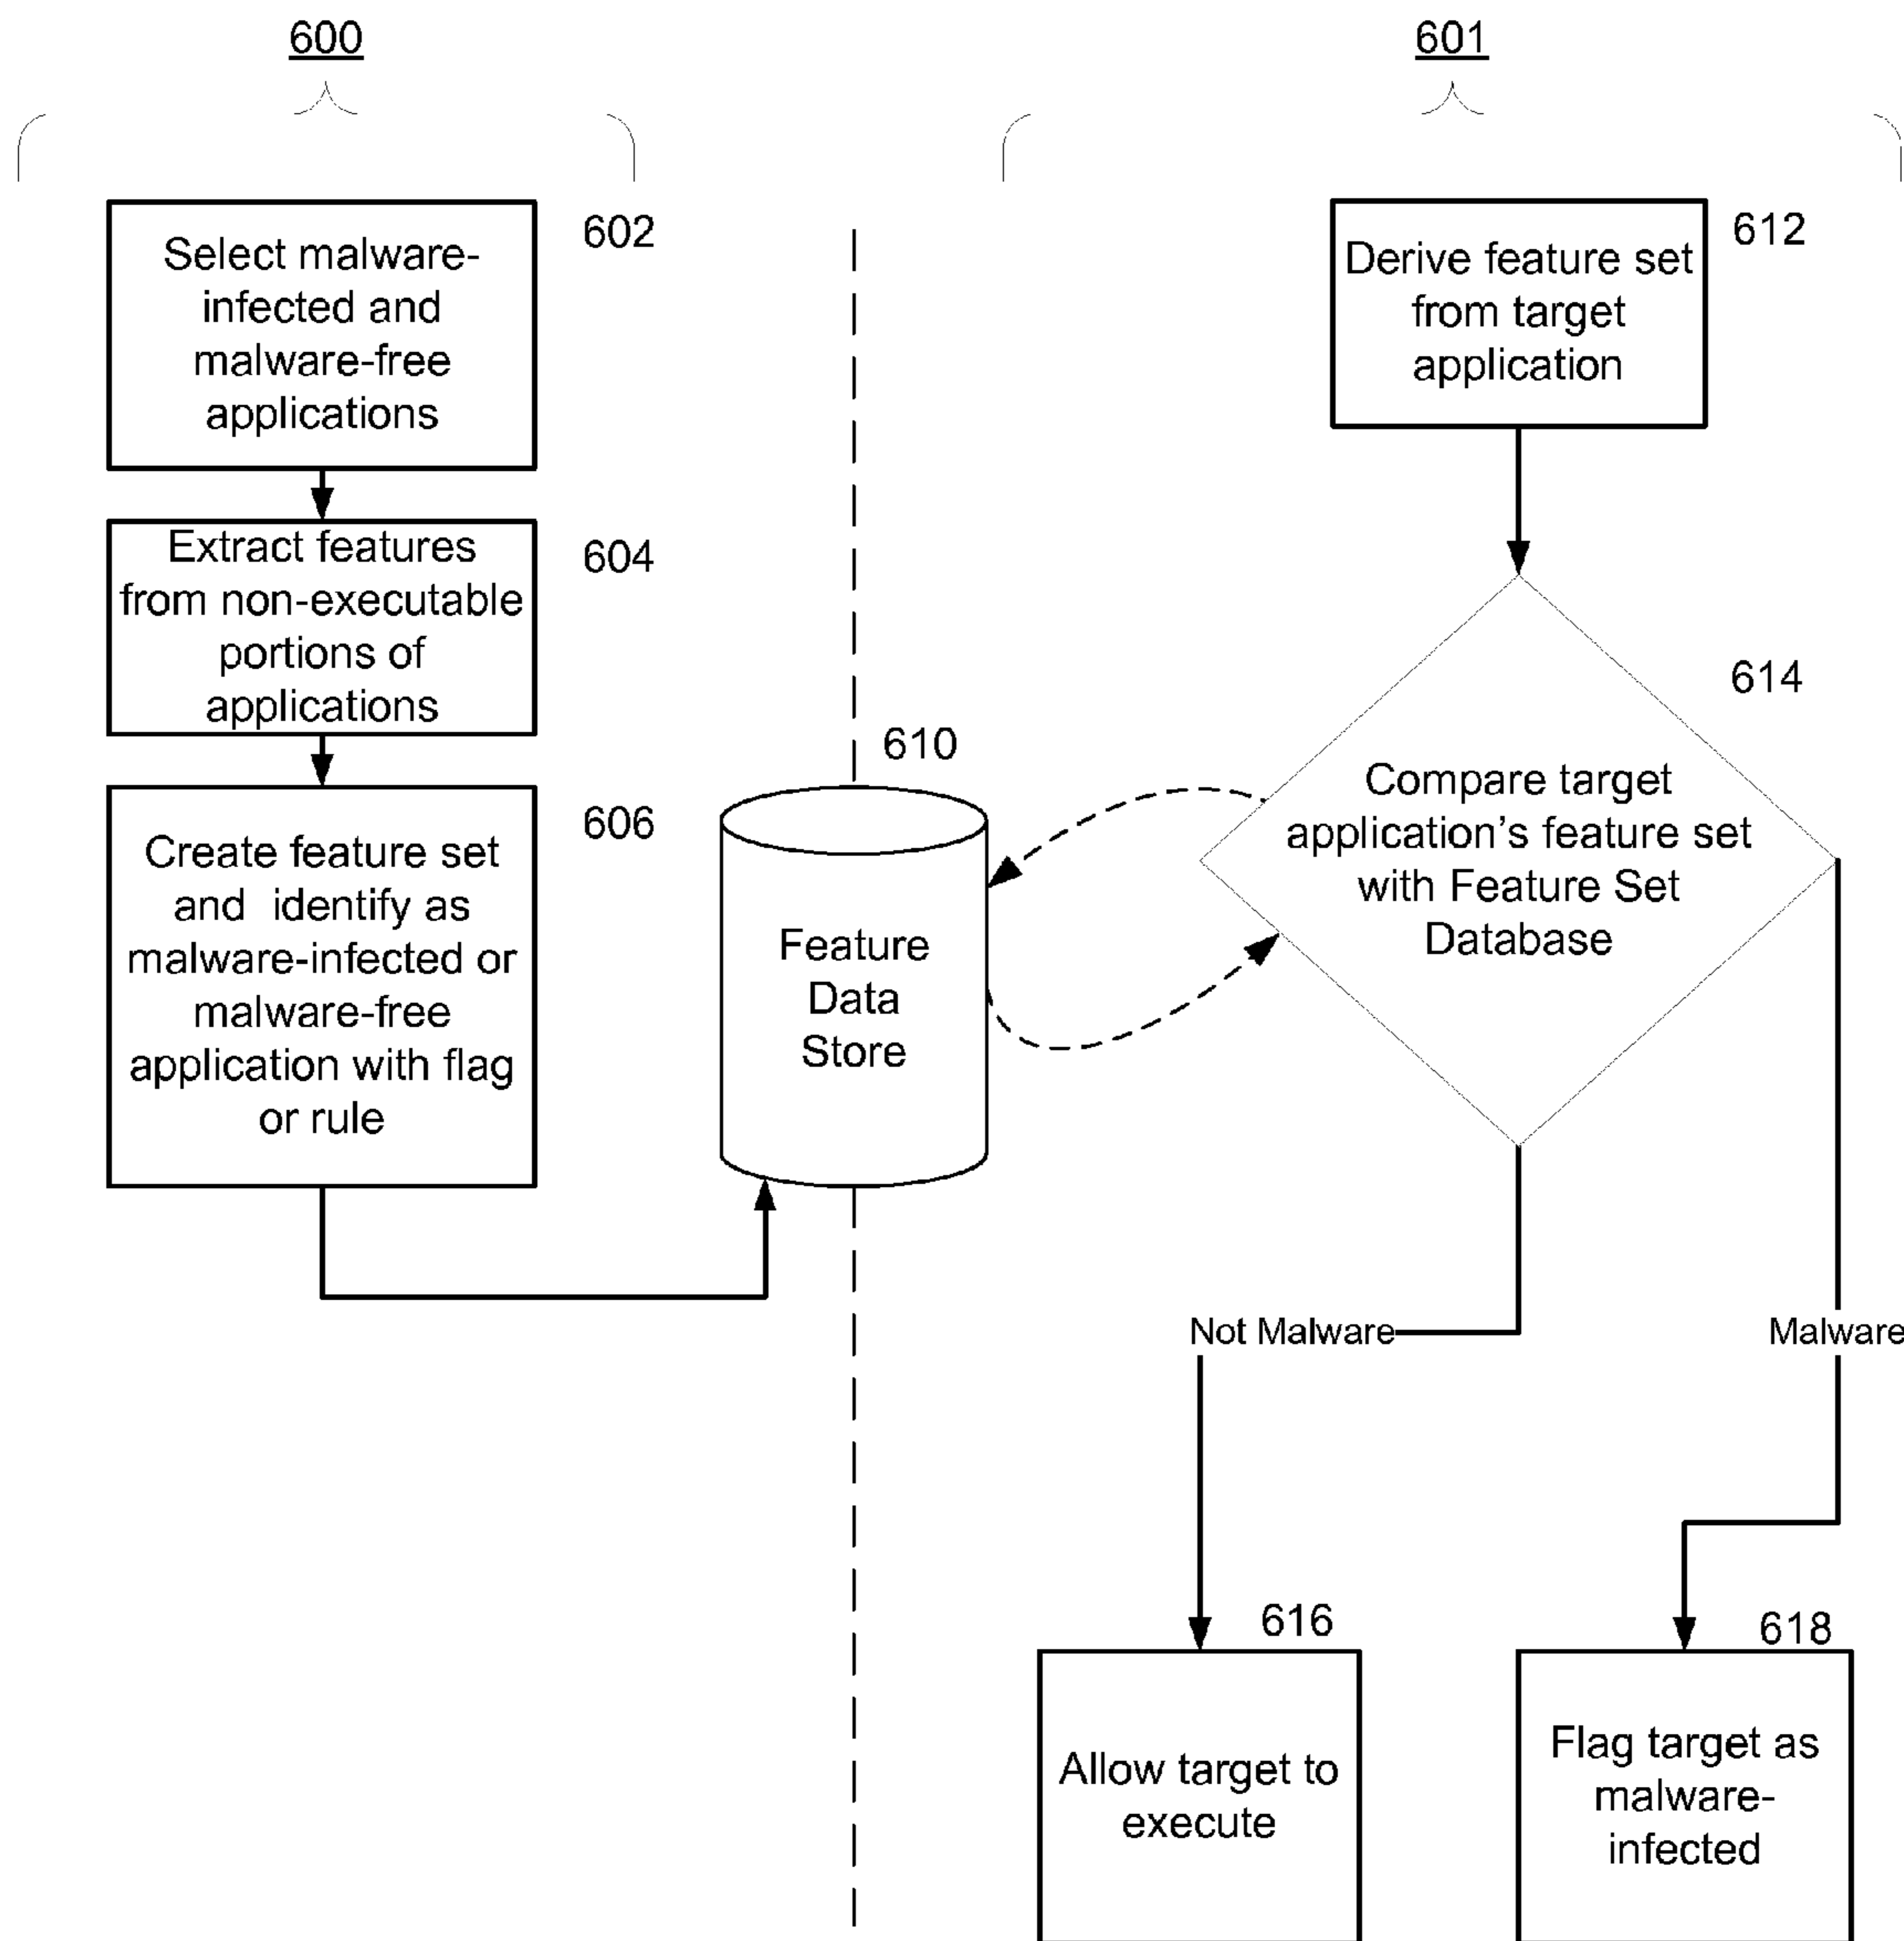 600
602
Select malware-
infected and
malware-free
applications
604
Extract features
from non-executable
portions of
applications
606
Create feature set
and identify as
malware-infected or
malware-free
application with flag
or rule
610
Feature
Data
Store
601
612
Derive feature set
from target
application
614
Compare target
application’s feature set
with Feature Set
Database
Not Malware
Malware
616
Allow target to
execute
618
Flag target as
malware-
infected